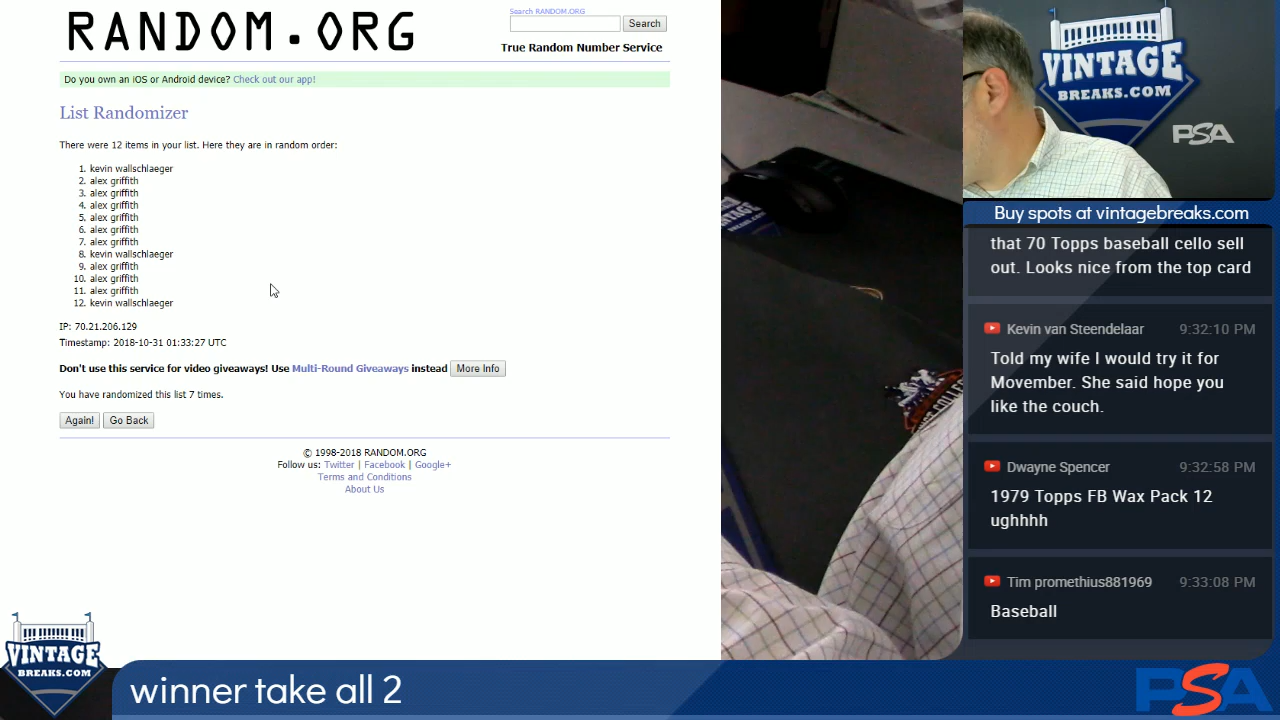 RANDOM.ORG
Search RANDOM.ORG
Search
True Random Number Service
Do you own an iOS or Android device? Check out our app!
List Randomizer
There were 12 items in your list. Here they are in random order:
1. kevin wallschlaeger
2. alex griffith
3. alex griffith
4. alex griffith
5. alex griffith
6. alex griffith
7. alex griffith
8. kevin wallschlaeger
9. alex griffith
10. alex griffith
11. alex griffith
12. kevin wallschlaeger
IP: 70.21.206.129
Timestamp: 2018-10-31 01:33:27 UTC
Don't use this service for video giveaways! Use Multi-Round Giveaways instead More Info
You have randomized this list 7 times.
Again! Go Back
© 1998-2018 RANDOM.ORG
Follow us: Twitter | Facebook | Google+
Terms and Conditions
About Us
VINTAGE
BREAKS.COM
PSA
Buy spots at vintagebreaks.com
that 70 Topps baseball cello sell
out. Looks nice from the top card
Kevin van Steendelaar 9:32:10 PM
Told my wife I would try it for
Movember. She said hope you
like the couch.
Dwayne Spencer 9:32:58 PM
1979 Topps FB Wax Pack 12
ughhhh
Tim promethius881969 9:33:08 PM
Baseball
VINTAGE
BREAKS.COM
winner take all 2
PSA